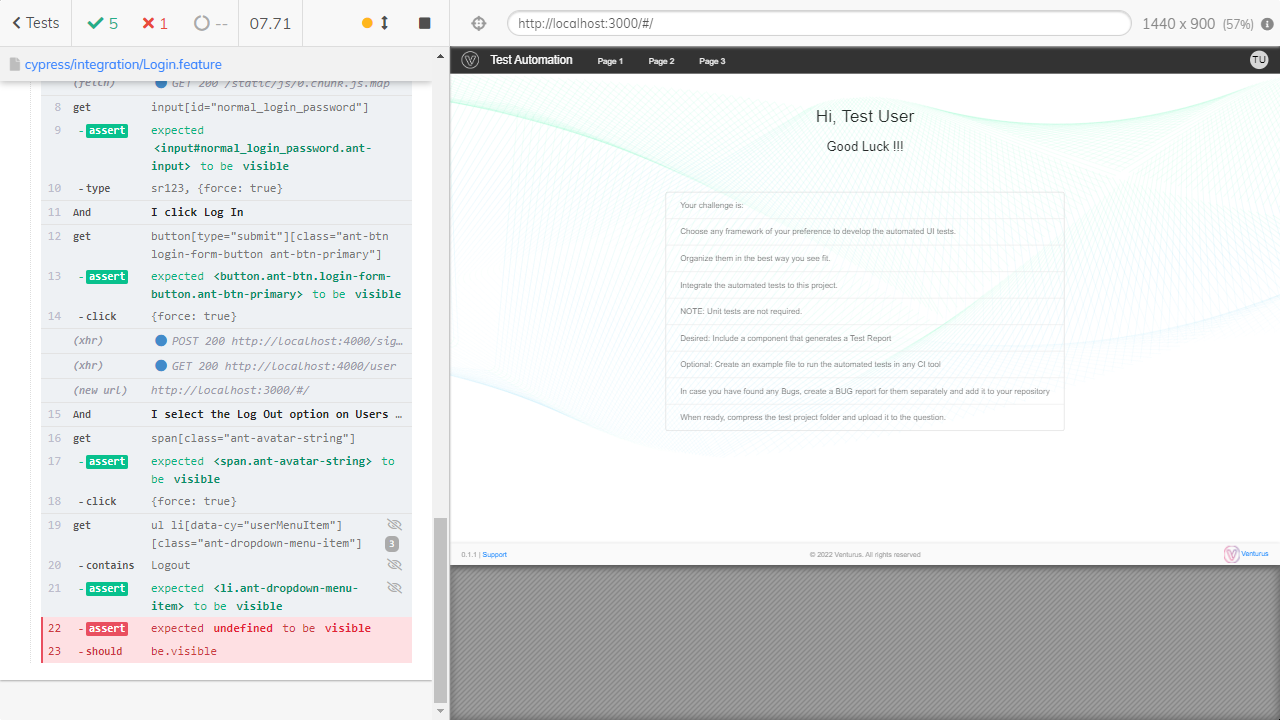 Tests
5
1
--
07.71
http://localhost:3000/#/
1440 x 900 (57%)
cypress/integration/Login.feature
(fetch) GET 200 /static/js/0.chunk.js.map
8 get input[id="normal_login_password"]
9 -assert expected
<input#normal_login_password.ant-
input> to be visible
10 -type sr123, {force: true}
11 And I click Log In
12 get button[type="submit"][class="ant-btn
login-form-button ant-btn-primary"]
13 -assert expected <button.ant-btn.login-form-
button.ant-btn-primary> to be visible
14 -click {force: true}
(xhr) POST 200 http://localhost:4000/sig…
(xhr) GET 200 http://localhost:4000/user
(new url) http://localhost:3000/#/
15 And I select the Log Out option on Users …
16 get span[class="ant-avatar-string"]
17 -assert expected <span.ant-avatar-string> to
be visible
18 -click {force: true}
19 get ul li[data-cy="userMenuItem"]
[class="ant-dropdown-menu-item"] 3
20 -contains Logout
21 -assert expected <li.ant-dropdown-menu-
item> to be visible
22 -assert expected undefined to be visible
23 -should be.visible
Test Automation
Page 1
Page 2
Page 3
TU
Hi, Test User
Good Luck !!!
Your challenge is:
Choose any framework of your preference to develop the automated UI tests.
Organize them in the best way you see fit.
Integrate the automated tests to this project.
NOTE: Unit tests are not required.
Desired: Include a component that generates a Test Report
Optional: Create an example file to run the automated tests in any CI tool
In case you have found any Bugs, create a BUG report for them separately and add it to your repository
When ready, compress the test project folder and upload it to the question.
0.1.1 | Support
© 2022 Venturus. All rights reserved
Venturus